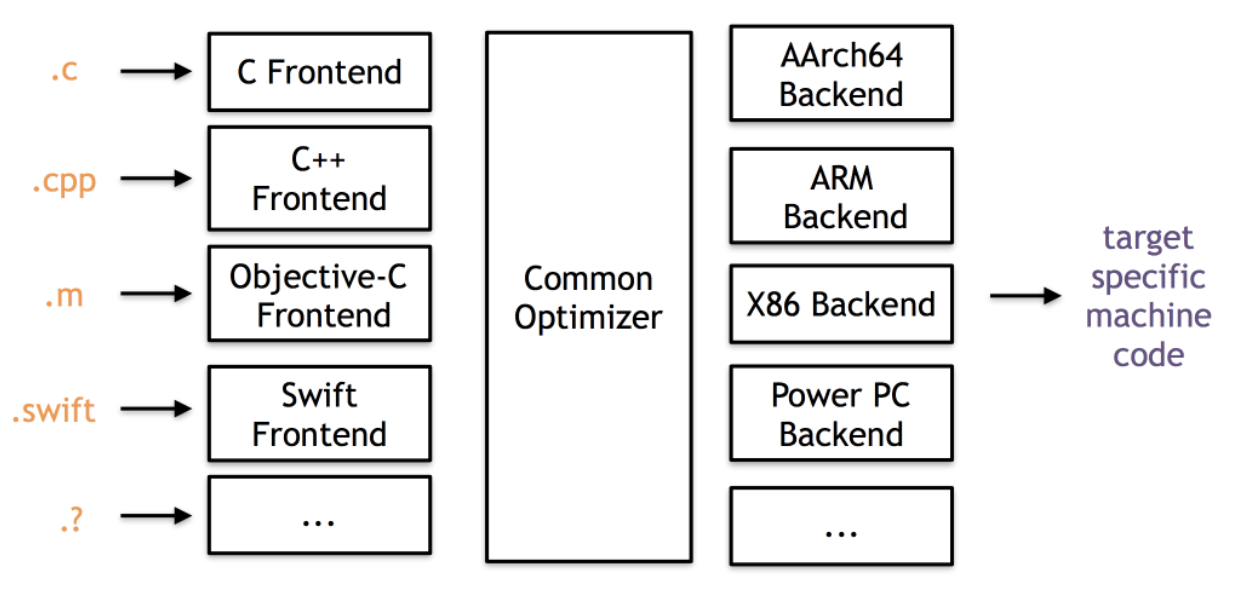 .c
C Frontend
.cpp
C++
Frontend
.m
Objective-C
Frontend
.swift
Swift
Frontend
.?
...
Common
Optimizer
AArch64
Backend
ARM
Backend
X86 Backend
Power PC
Backend
...
target
specific
machine
code